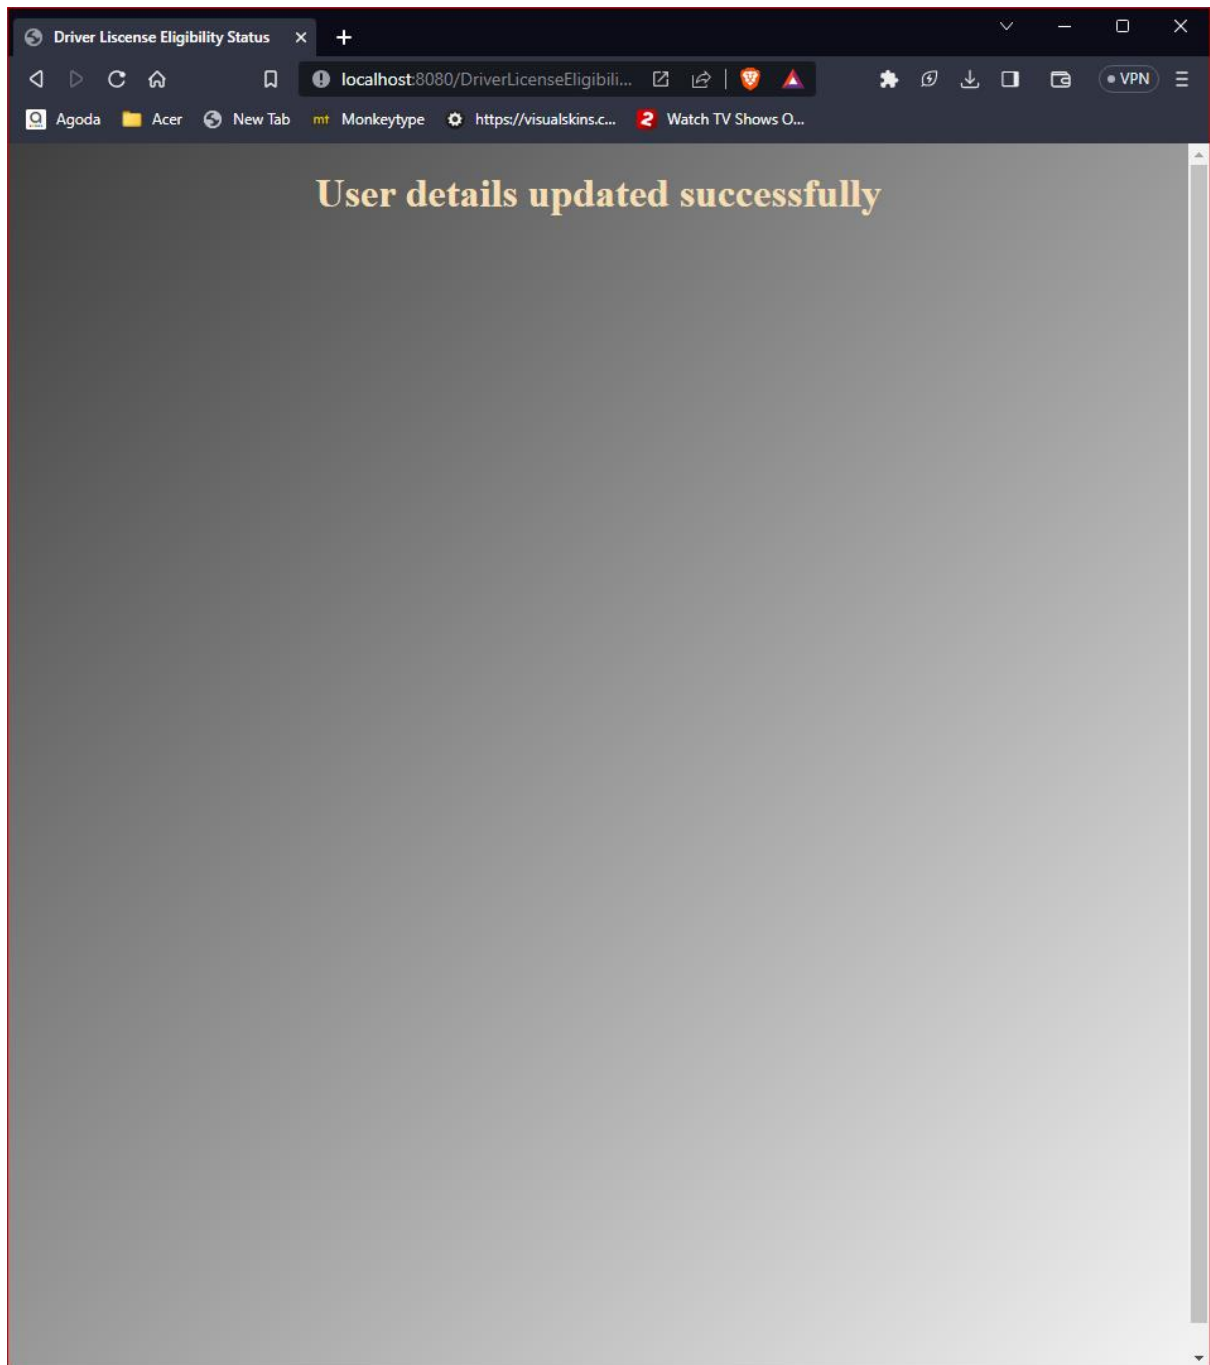 Driver Liscense Eligibility Status
localhost:8080/DriverLicenseEligibili...
VPN
Agoda Acer New Tab mt Monkeytype https://visualskins.c... Watch TV Shows O...
User details updated successfully